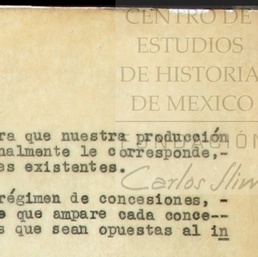 CENTRO DE
ESTUDIOS
DE HISTORIA
DE MEXICO
FUNDACIÓN
Carlos Slim
ra que nuestra producción
nalmente le corresponde,-
es existentes.
régimen de concesiones, -
e que ampare cada conce--
s que sean opuestas al in